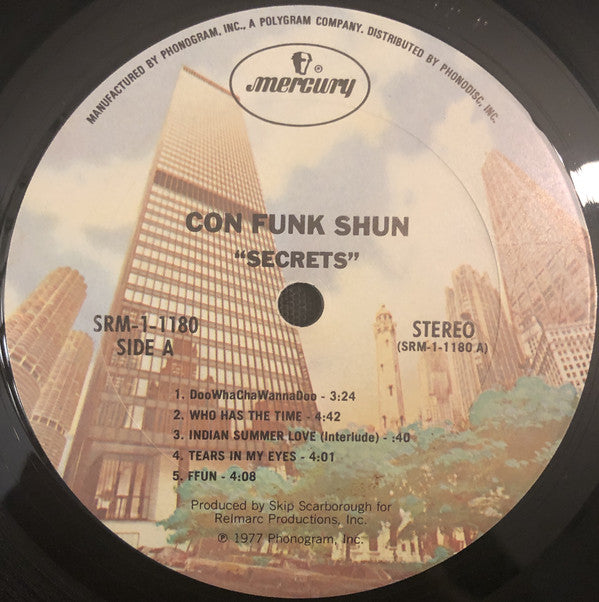 MANUFACTURED BY PHONOGRAM, INC., A POLYGRAM COMPANY. DISTRIBUTED BY PHONODISC, INC.
®
mercury
CON FUNK SHUN
"SECRETS"
SRM-1-1180
SIDE A
STEREO
(SRM-1-1180 A)
1. DooWhaChaWannaDoo - 3:24
2. WHO HAS THE TIME - 4:42
3. INDIAN SUMMER LOVE (Interlude) - :40
4. TEARS IN MY EYES - 4:01
5. FFUN - 4:08
Produced by Skip Scarborough for
Relmarc Productions, Inc.
℗ 1977 Phonogram, Inc.